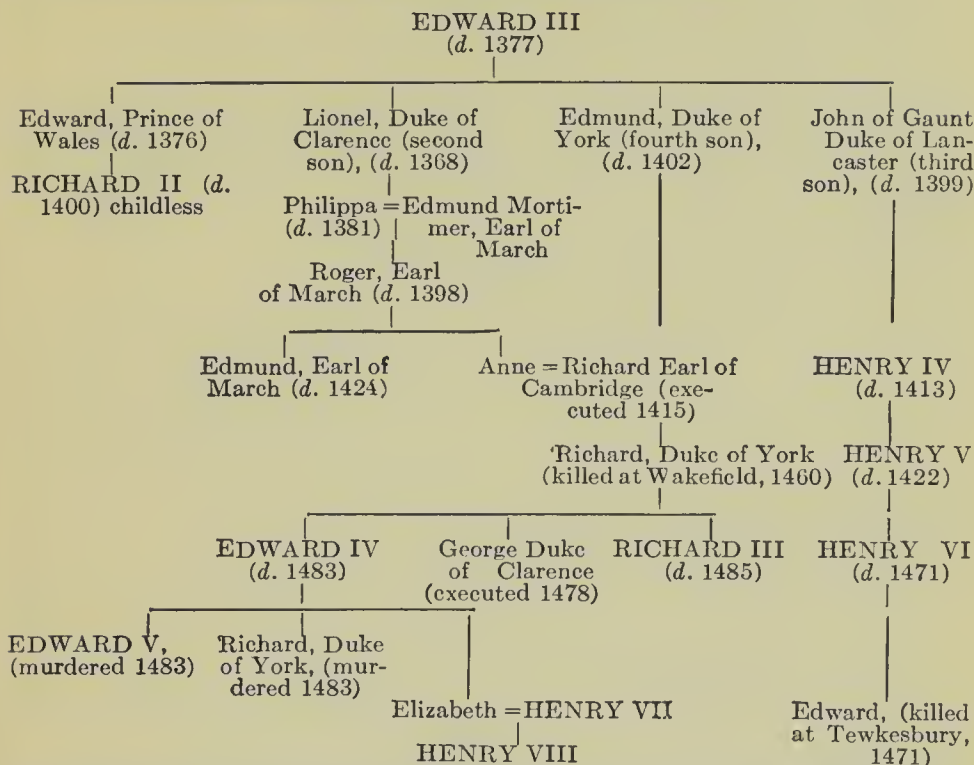 EDWARD III
(d. 1377)
Edward, Prince of
Wales (d. 1376)
Lionel, Duke of
Clarence (second
son), (d. 1368)
Edmund, Duke of
York (fourth son),
(d. 1402)
John of Gaunt
Duke of Lan-
caster (third
son), (d. 1399)
RICHARD II (d.
1400) childless
Philippa = Edmund Morti-
(d. 1381) mer, Earl of
March
Roger, Earl
of March (d. 1398)
Edmund, Earl of
March (d. 1424)
Anne = Richard Earl of
Cambridge (exe-
cuted 1415)
HENRY IV
(d. 1413)
Richard, Duke of York
(killed at Wakefield, 1460)
HENRY V
(d. 1422)
EDWARD IV
(d. 1483)
George Duke
of Clarence
(executed 1478)
RICHARD III
(d. 1485)
HENRY VI
(d. 1471)
EDWARD V,
(murdered 1483)
Richard, Duke
of York, (mur-
dered 1483)
Elizabeth = HENRY VII
HENRY VIII
Edward, (killed
at Tewkesbury,
1471)